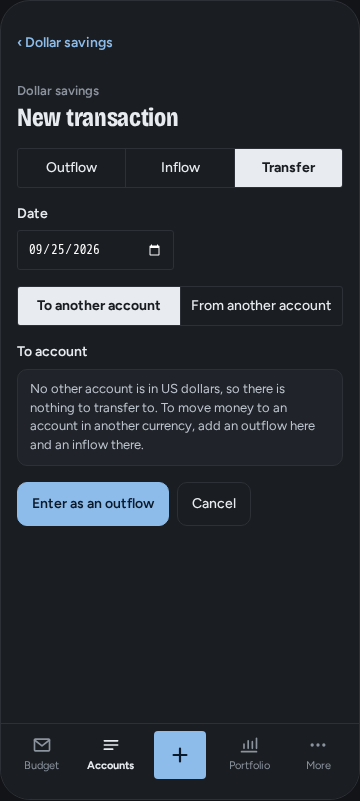 ‹ Dollar savings
Dollar savings
New transaction
Outflow
Inflow
Transfer
Date
09/25/2026
To another account
From another account
To account
No other account is in US dollars, so there is
nothing to transfer to. To move money to an
account in another currency, add an outflow here
and an inflow there.
Enter as an outflow
Cancel
Budget
Accounts
Portfolio
More